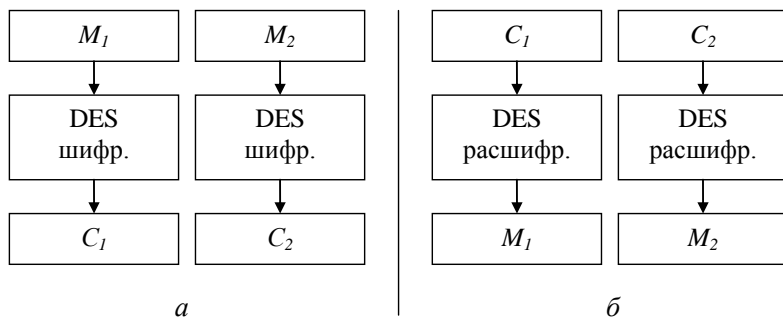 M1 M2 C1 C2
DES DES DES DES
шифр. шифр. расшифр. расшифр.
C1 C2 M1 M2
а б